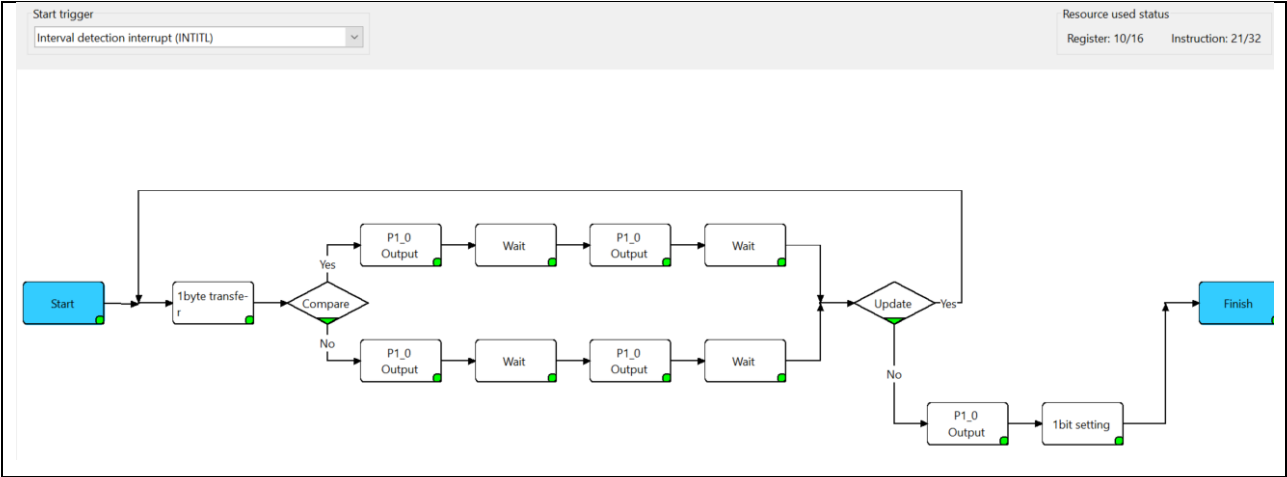 Start trigger
Resource used status
Interval detection interrupt (INTITL)
Register: 10/16
Instruction: 21/32
P1_0
Output
Wait
P1_0
Output
Wait
Yes
Start
1byte transfe-
r
Compare
Update
Yes
Finish
No
P1_0
Output
Wait
P1_0
Output
Wait
No
P1_0
Output
1bit setting